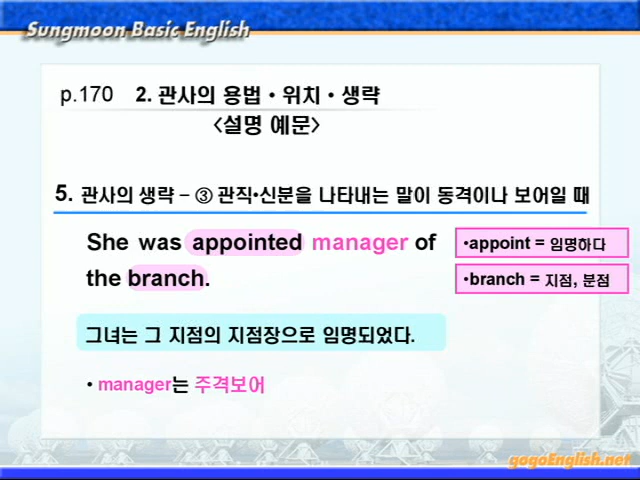 Sungmoon Basic English
p.170 2. 관사의 용법 • 위치 • 생략
<설명 예문>
5. 관사의 생략 – ③ 관직•신분을 나타내는 말이 동격이나 보어일 때
She was appointed manager of
the branch.
•appoint = 임명하다
•branch = 지점, 분점
그녀는 그 지점의 지점장으로 임명되었다.
• manager는 주격보어
gogoEnglish.net